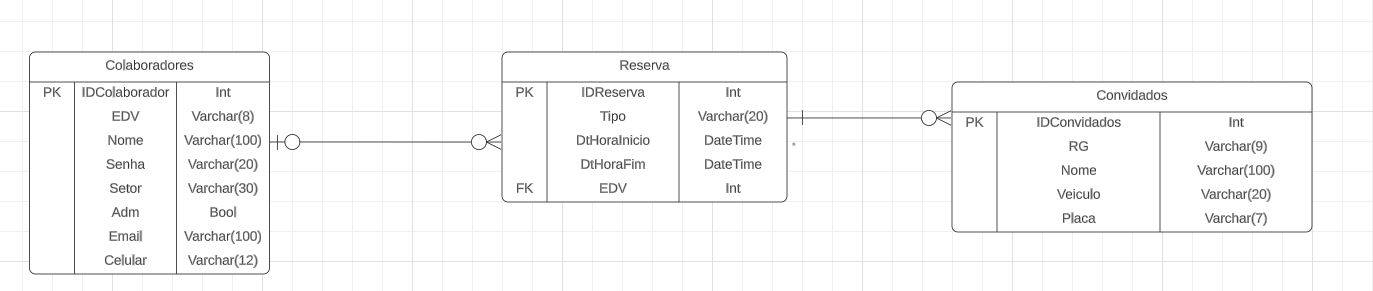 Colaboradores
PK IDColaborador Int
EDV Varchar(8)
Nome Varchar(100)
Senha Varchar(20)
Setor Varchar(30)
Adm Bool
Email Varchar(100)
Celular Varchar(12)
Reserva
PK IDReserva Int
Tipo Varchar(20)
DtHoraInicio DateTime
DtHoraFim DateTime
FK EDV Int
*
Convidados
PK IDConvidados Int
RG Varchar(9)
Nome Varchar(100)
Veiculo Varchar(20)
Placa Varchar(7)